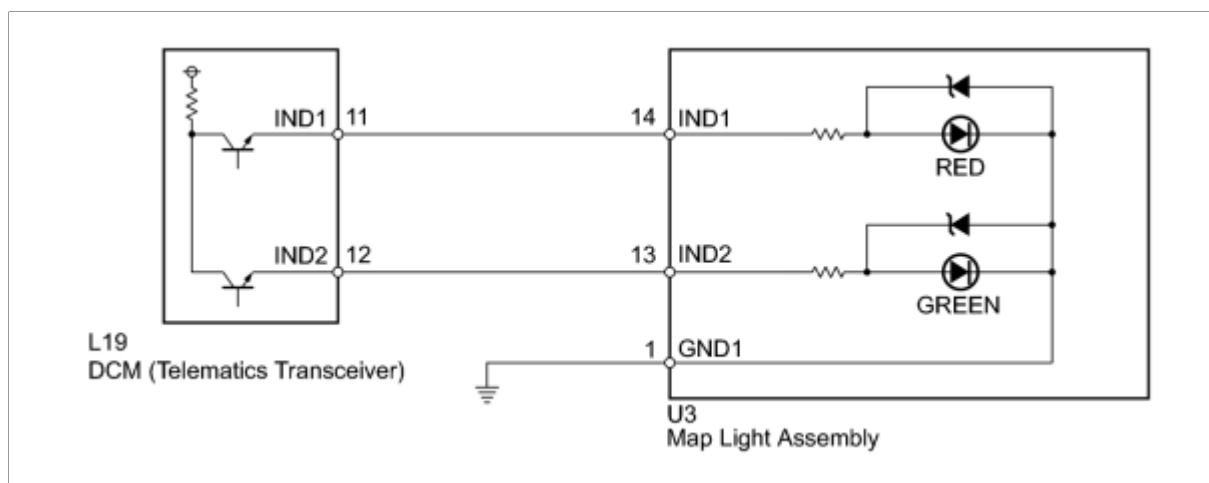 IND1 11
14 IND1
RED
IND2 12
13 IND2
GREEN
1 GND1
L19
DCM (Telematics Transceiver)
U3
Map Light Assembly